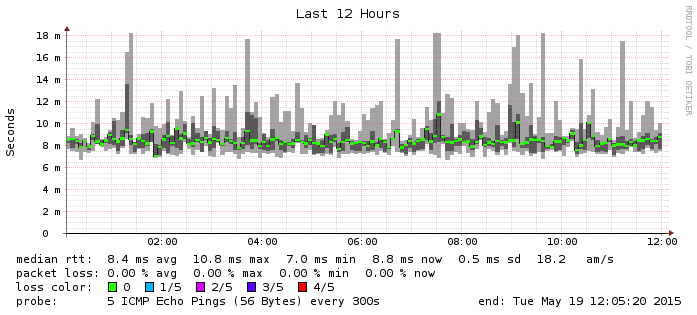 Last 12 Hours
RRDTOOL / TOBI OETIKER
Seconds
18 m
16 m
14 m
12 m
10 m
8 m
6 m
4 m
2 m
0
02:00 04:00 06:00 08:00 10:00 12:00
median rtt: 8.4 ms avg 10.8 ms max 7.0 ms min 8.8 ms now 0.5 ms sd 18.2 am/s
packet loss: 0.00 % avg 0.00 % max 0.00 % min 0.00 % now
loss color: 0 1/5 2/5 3/5 4/5
probe: 5 ICMP Echo Pings (56 Bytes) every 300s end: Tue May 19 12:05:20 2015